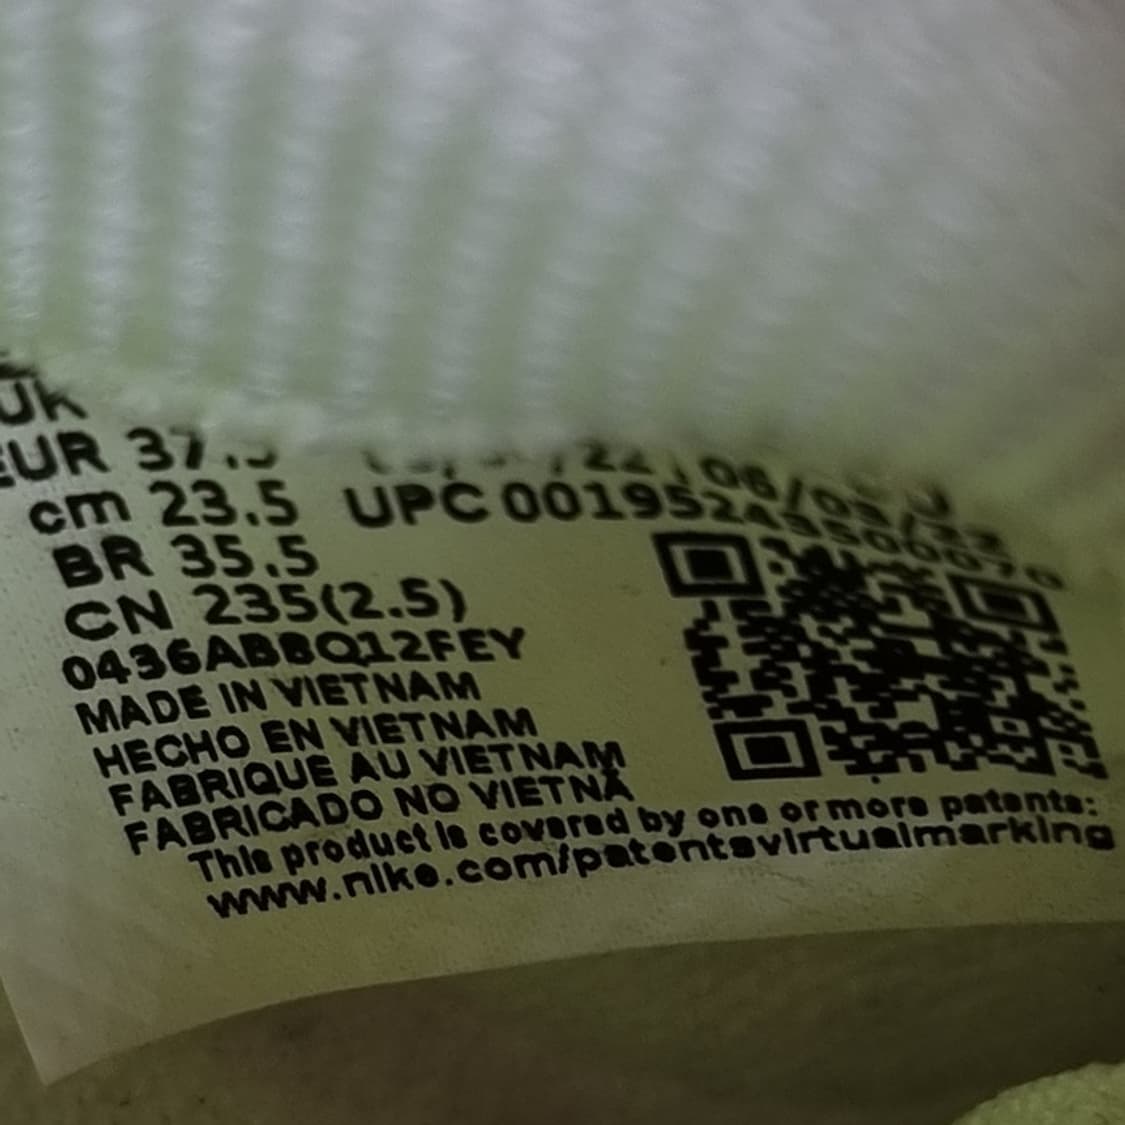 UK
EUR 37.5
cm 23.5 UPC
BR 35.5
CN 235(2.5)
0436ABBQ12FEY
MADE IN VIETNAM
HECHO EN VIETNAM
FABRIQUE AU VIETNAM
FABRICADO NO VIETNÃ
This product is covered by one or more patents:
www.nike.com/patentsvirtualmarking